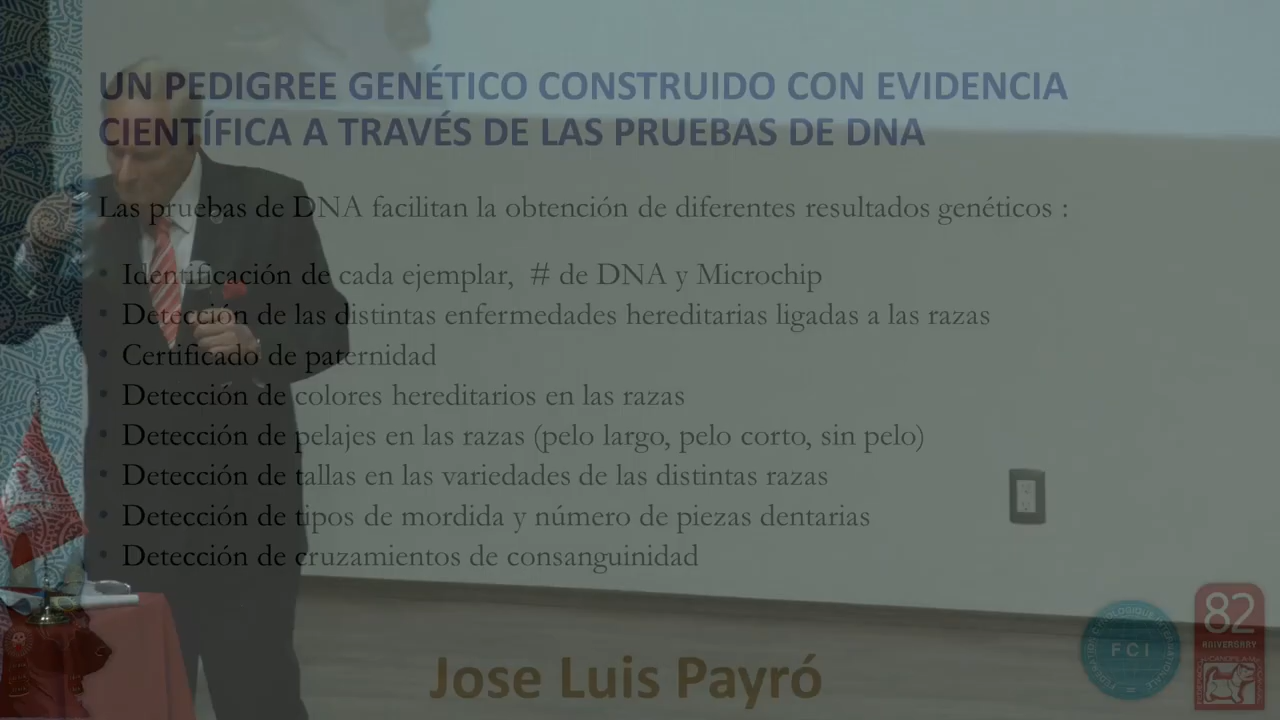 UN PEDIGREE GENÉTICO CONSTRUIDO CON EVIDENCIA
CIENTÍFICA A TRAVÉS DE LAS PRUEBAS DE DNA
Las pruebas de DNA facilitan la obtención de diferentes resultados genéticos :
• Identificación de cada ejemplar, # de DNA y Microchip
• Detección de las distintas enfermedades hereditarias ligadas a las razas
• Certificado de paternidad
• Detección de colores hereditarios en las razas
• Detección de pelajes en las razas (pelo largo, pelo corto, sin pelo)
• Detección de tallas en las variedades de las distintas razas
• Detección de tipos de mordida y número de piezas dentarias
• Detección de cruzamientos de consanguinidad
Jose Luis Payró
FCI
82
ANIVERSARY